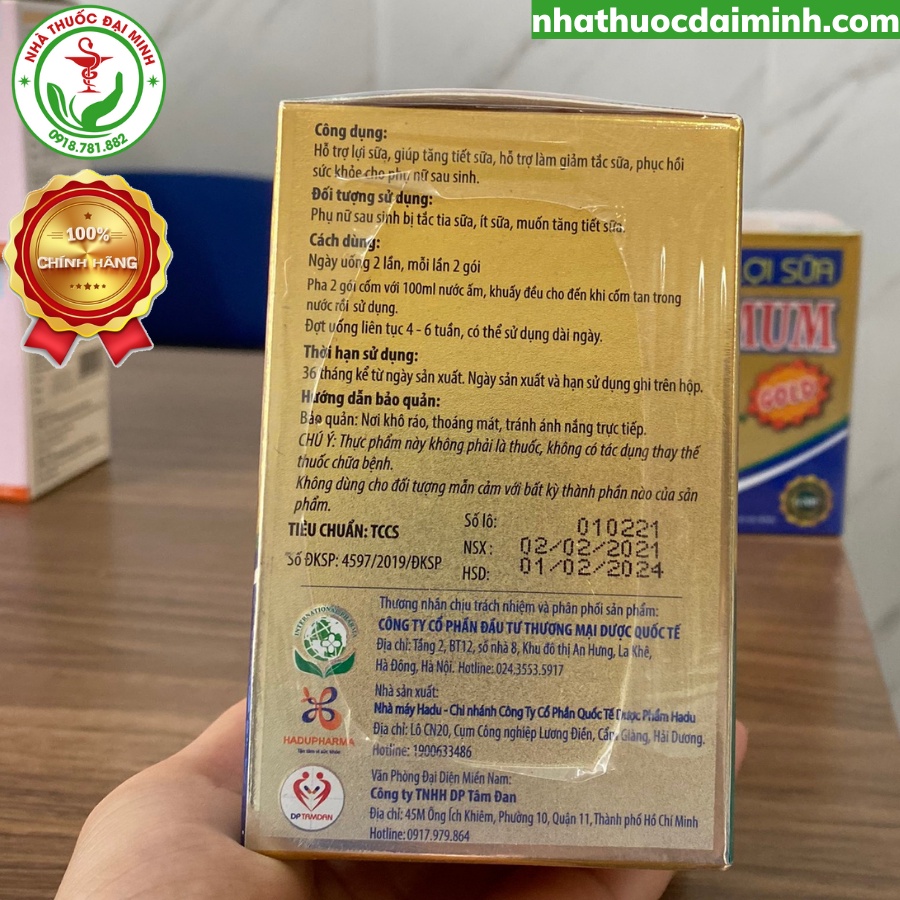 NHÀ THUỐC ĐẠI MINH
0918.781.882
nhathuocdaiminh.com
100%
CHÍNH HÃNG
Công dụng:
Hỗ trợ lợi sữa, giúp tăng tiết sữa, hỗ trợ làm giảm tắc sữa, phục hồi
sức khỏe cho phụ nữ sau sinh.
Đối tượng sử dụng:
Phụ nữ sau sinh bị tắc tia sữa, ít sữa, muốn tăng tiết sữa.
Cách dùng:
Ngày uống 2 lần, mỗi lần 2 gói
Pha 2 gói cốm với 100ml nước ấm, khuấy đều cho đến khi cốm tan trong
nước rồi sử dụng.
Đợt uống liên tục 4 - 6 tuần, có thể sử dụng dài ngày.
Thời hạn sử dụng:
36 tháng kể từ ngày sản xuất. Ngày sản xuất và hạn sử dụng ghi trên hộp.
Hướng dẫn bảo quản:
Bảo quản: Nơi khô ráo, thoáng mát, tránh ánh nắng trực tiếp.
CHÚ Ý: Thực phẩm này không phải là thuốc, không có tác dụng thay thế
thuốc chữa bệnh.
Không dùng cho đối tượng mẫn cảm với bất kỳ thành phần nào của sản
phẩm.
TIÊU CHUẨN: TCCS
Số ĐKSP: 4597/2019/ĐKSP
Số lô: 010221
NSX : 02/02/2021
HSD: 01/02/2024
Thương nhân chịu trách nhiệm và phân phối sản phẩm:
CÔNG TY CỔ PHẦN ĐẦU TƯ THƯƠNG MẠI DƯỢC QUỐC TẾ
Địa chỉ: Tầng 2, BT12, số nhà 8, Khu đô thị An Hưng, La Khê,
Hà Đông, Hà Nội. Hotline: 024.3553.5917
Nhà sản xuất:
Nhà máy Hadu - Chi nhánh Công Ty Cổ Phần Quốc Tế Dược Phẩm Hadu
Địa chỉ: Lô CN20, Cụm Công nghiệp Lương Điền, Cẩm Giàng, Hải Dương.
Hotline: 1900633486
HADUPHARMA
Văn Phòng Đại Diện Miền Nam:
Công ty TNHH DP Tâm Đan
Địa chỉ: 45M Ông Ích Khiêm, Phường 10, Quận 11, Thành phố Hồ Chí Minh
Hotline: 0917.979.864
DP TAMDAN
LỢI SỮA
MUM
GOLD